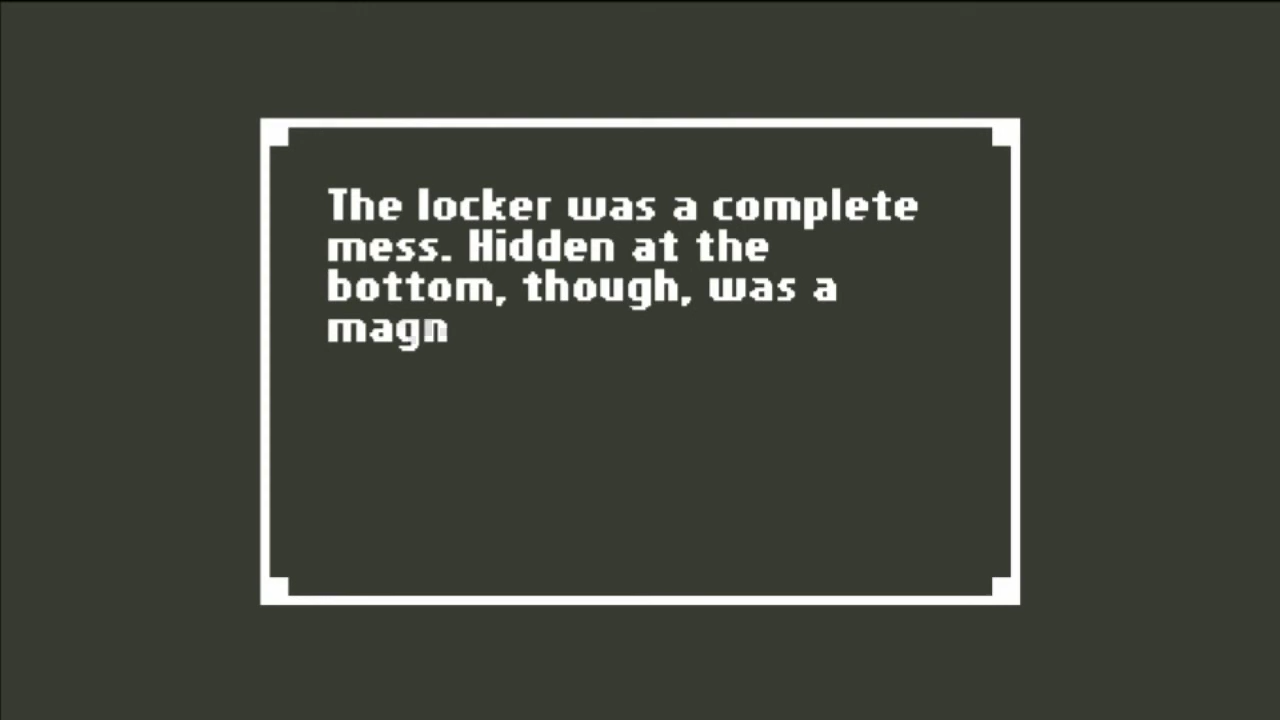 The locker was a complete
mess. Hidden at the
bottom, though, was a
magn